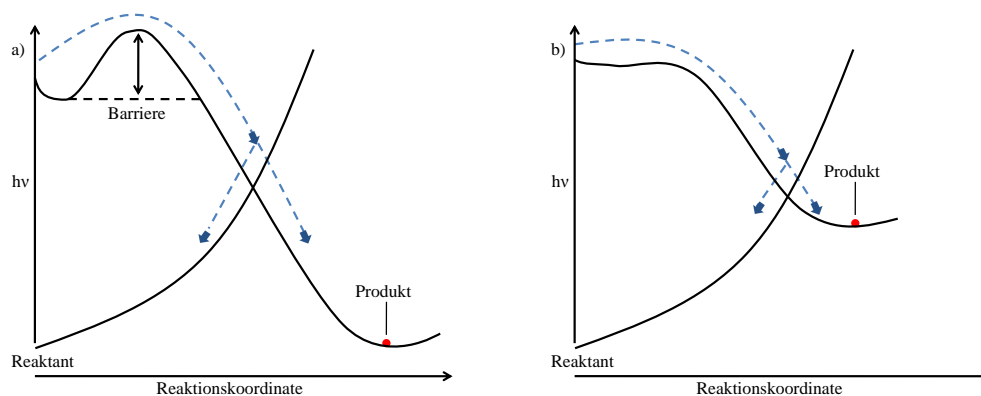 a)
Barriere
hν
Produkt
Reaktant
Reaktionskoordinate
b)
hν
Produkt
Reaktant
Reaktionskoordinate